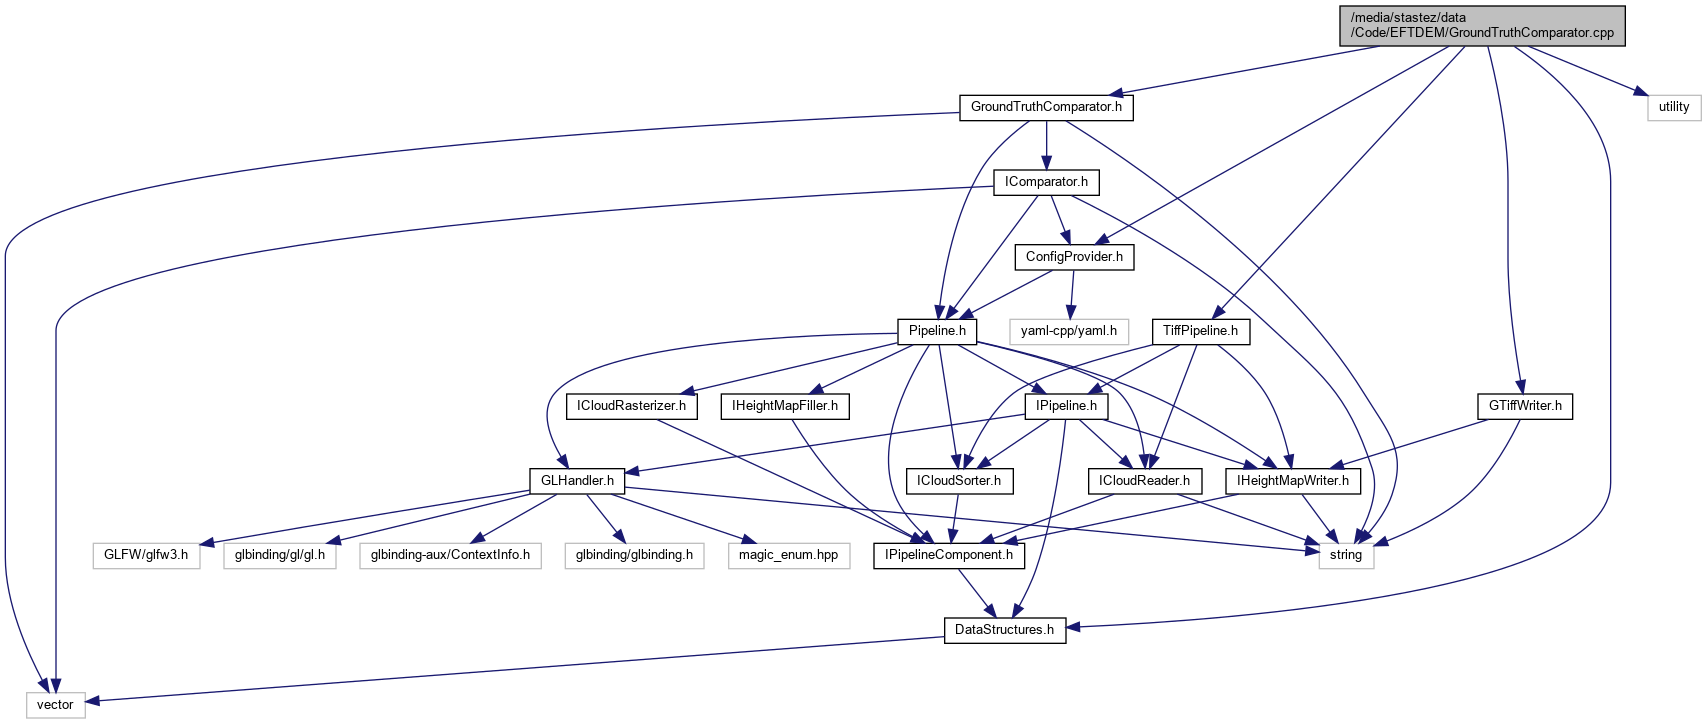 /media/stastez/data
/Code/EFTDEM/GroundTruthComparator.cpp
GroundTruthComparator.h
utility
IComparator.h
ConfigProvider.h
Pipeline.h
yaml-cpp/yaml.h
TiffPipeline.h
ICloudRasterizer.h
IHeightMapFiller.h
IPipeline.h
GTiffWriter.h
GLHandler.h
ICloudSorter.h
ICloudReader.h
IHeightMapWriter.h
GLFW/glfw3.h
glbinding/gl/gl.h
glbinding-aux/ContextInfo.h
glbinding/glbinding.h
magic_enum.hpp
IPipelineComponent.h
string
DataStructures.h
vector